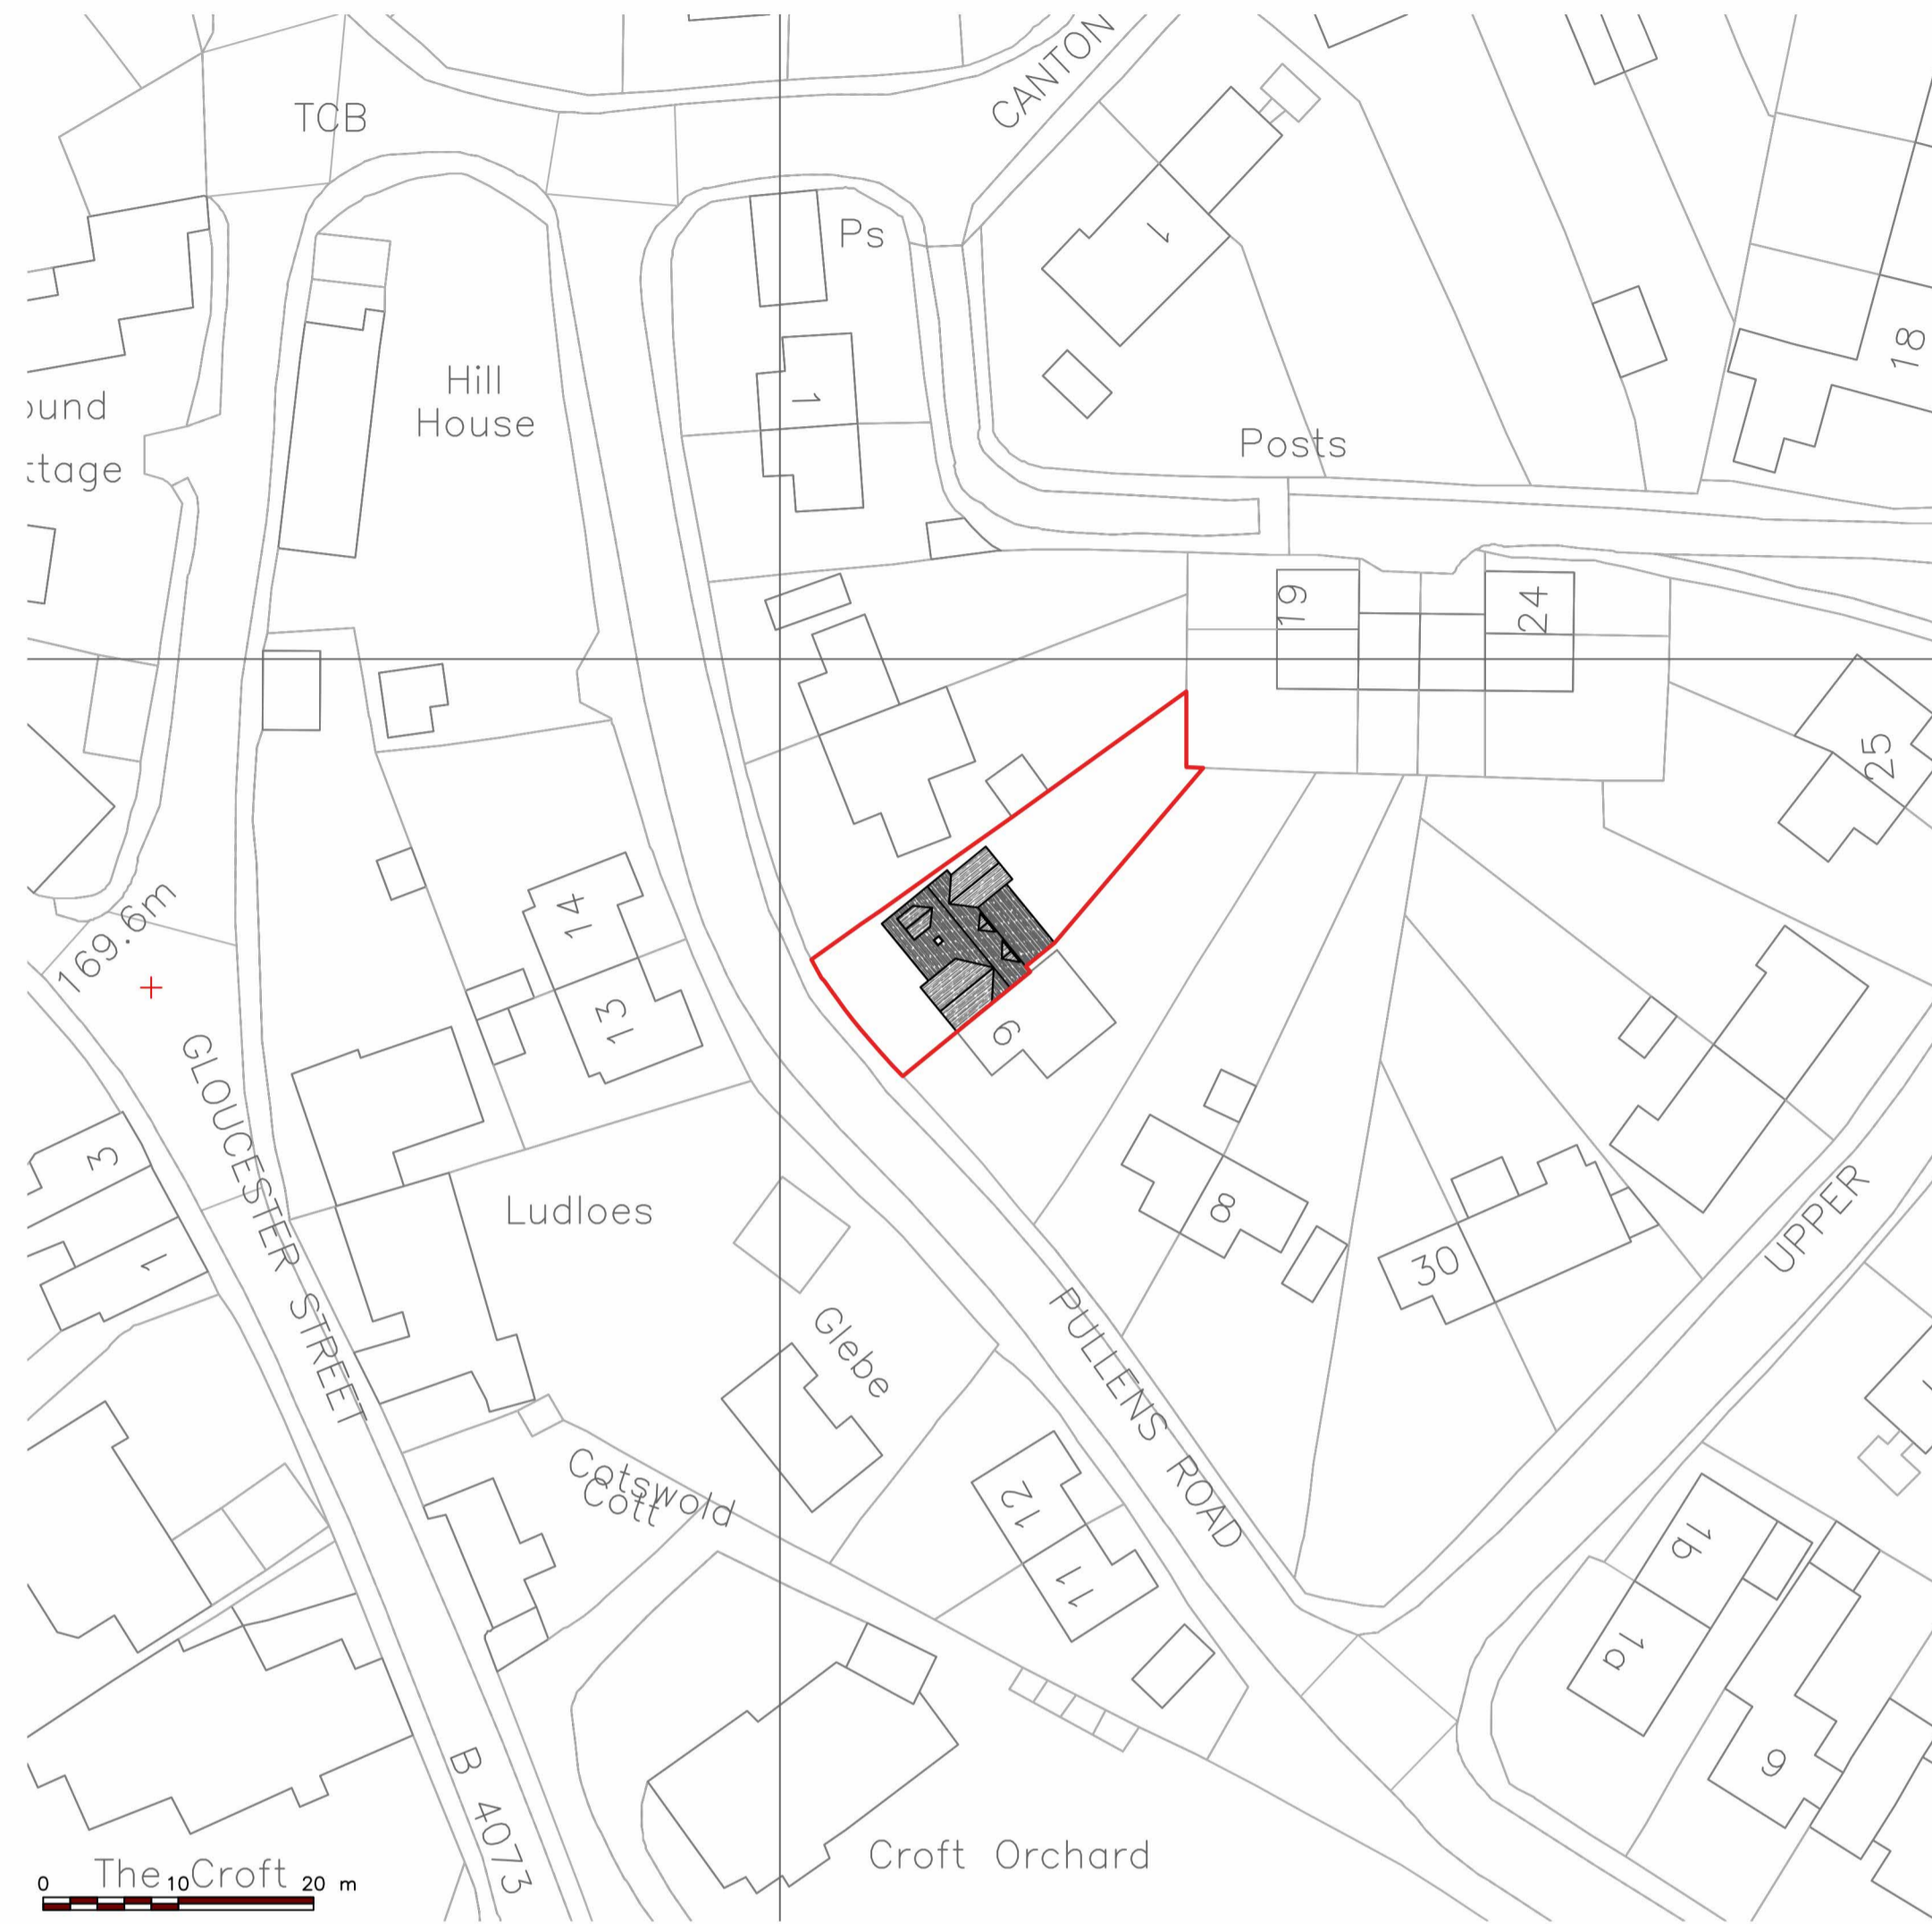 CANTON
TCB
Ps
1
18
Hill
House
1
ound
ttage
Posts
19
24
25
14
169.6m
13
6
GLOUCESTER STREET
3
1
Ludloes
8
30
UPPER
Glebe
PULLENS ROAD
Cotswold
Cott
12
11
1b
1a
9
B 4073
Croft Orchard
The Croft
0 10 20 m